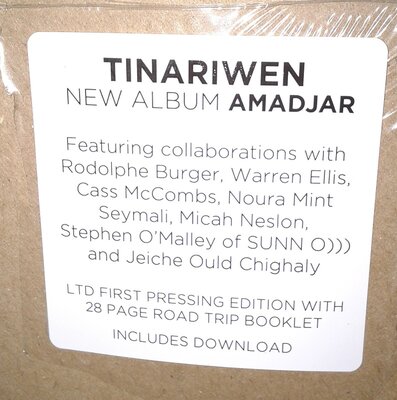 TINARIWEN
NEW ALBUM AMADJAR
Featuring collaborations with
Rodolphe Burger, Warren Ellis,
Cass McCombs, Noura Mint
Seymali, Micah Neslon,
Stephen O'Malley of SUNN O)))
and Jeiche Ould Chighaly
LTD FIRST PRESSING EDITION WITH
28 PAGE ROAD TRIP BOOKLET
INCLUDES DOWNLOAD